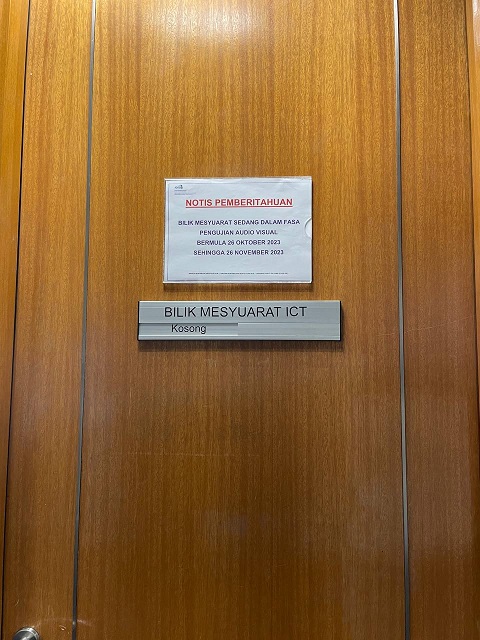 NOTIS PEMBERITAHUAN
BILIK MESYUARAT SEDANG DALAM FASA
PENGUJIAN AUDIO VISUAL
BERMULA 26 OKTOBER 2023
SEHINGGA 26 NOVEMBER 2023
BILIK MESYUARAT ICT
Kosong